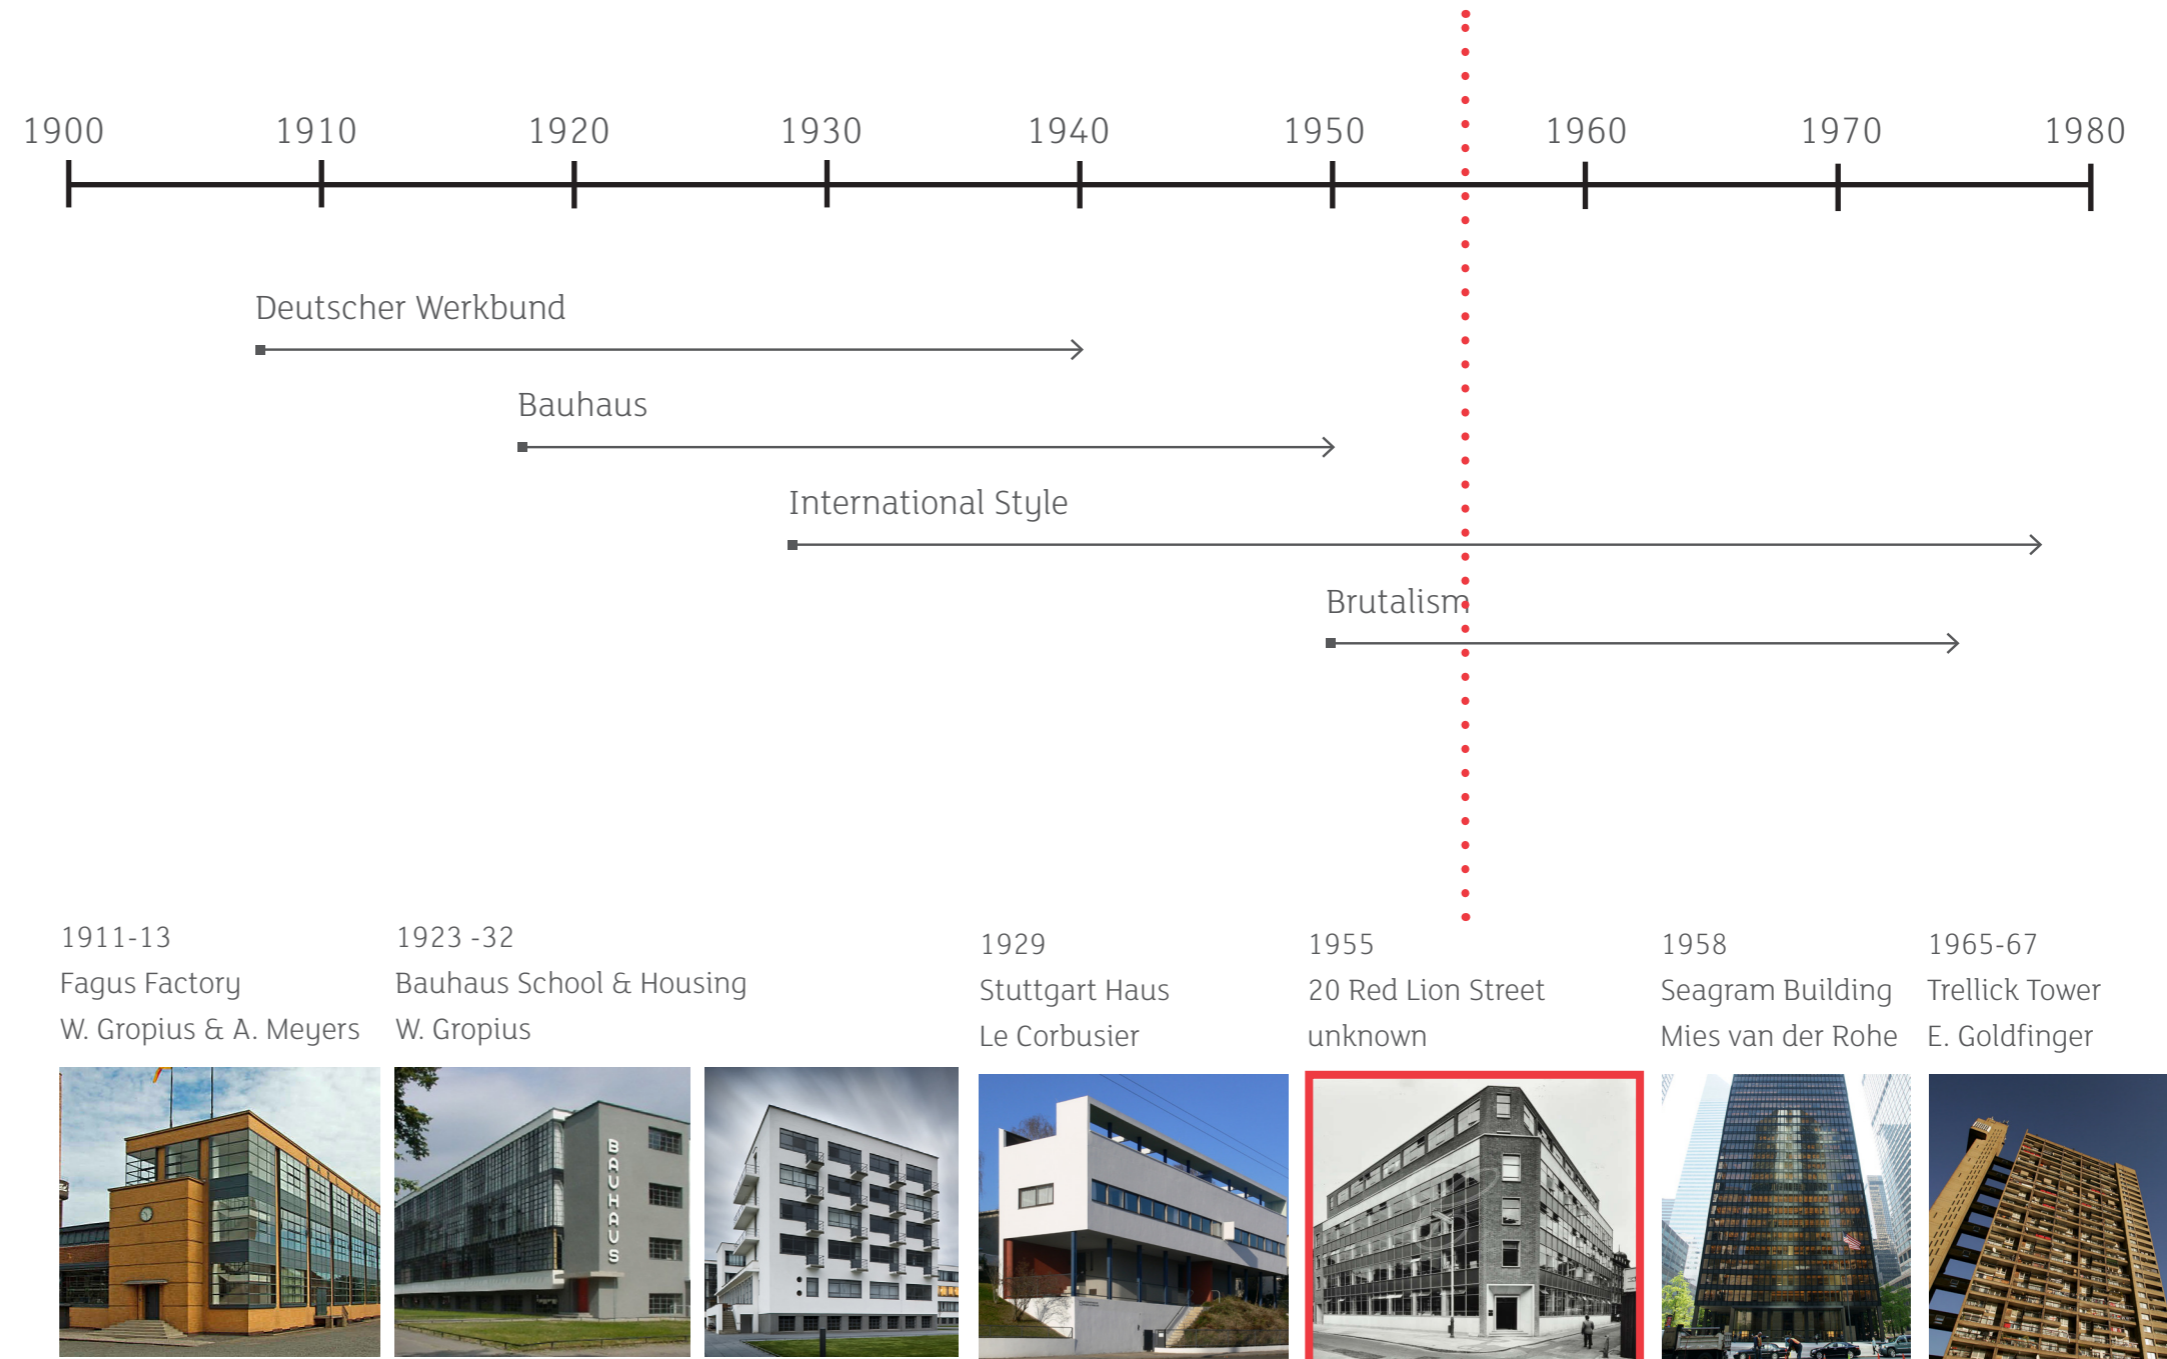 1900 1910 1920 1930 1940 1950 1960 1970 1980
Deutscher Werkbund
Bauhaus
International Style
Brutalism
1911-13
Fagus Factory
W. Gropius & A. Meyers
1923 -32
Bauhaus School & Housing
W. Gropius
1929
Stuttgart Haus
Le Corbusier
1955
20 Red Lion Street
unknown
1958
Seagram Building
Mies van der Rohe
1965-67
Trellick Tower
E. Goldfinger
BAUHAUS